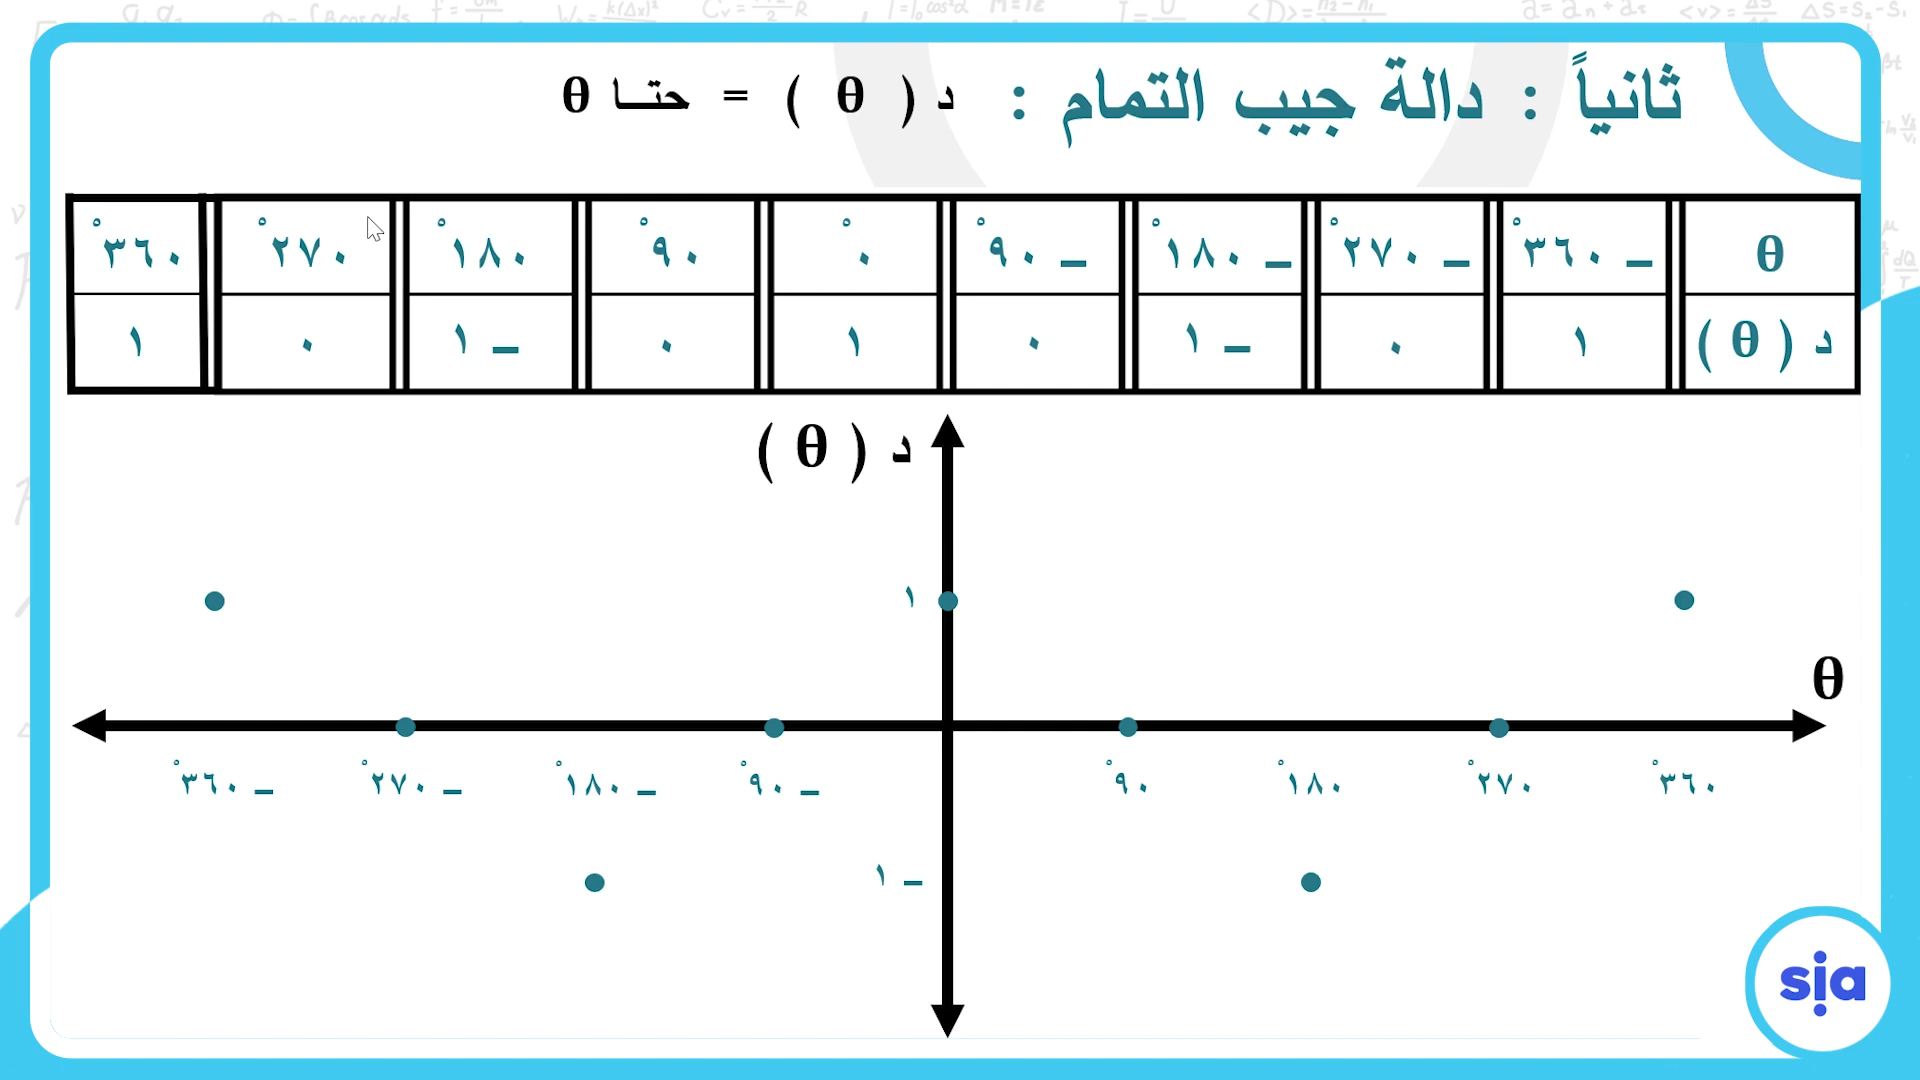 ثانياً : دالة جيب التمام : د ( θ ) = حتـا θ
θ ـ ٣٦٠° ـ ٢٧٠° ـ ١٨٠° ـ ٩٠° ٠° ٩٠° ١٨٠° ٢٧٠° ٣٦٠°
د ( θ ) ١ ٠ ـ ١ ٠ ١ ٠ ـ ١ ٠ ١
د ( θ )
١
θ
ـ ٣٦٠° ـ ٢٧٠° ـ ١٨٠° ـ ٩٠° ٩٠° ١٨٠° ٢٧٠° ٣٦٠°
ـ ١
sia